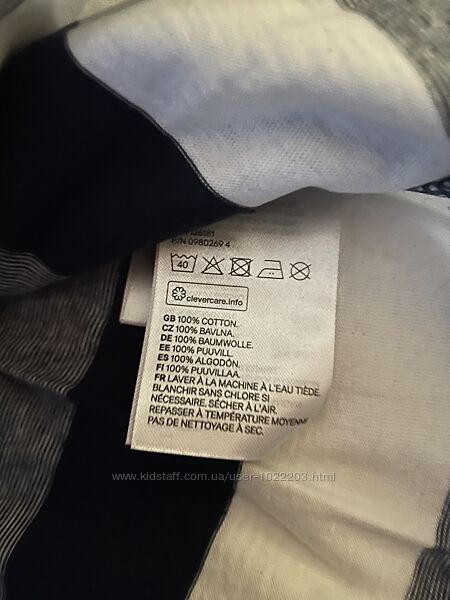 126181
P/N 0980269 4
40
clevercare.info
GB 100% COTTON.
CZ 100% BAVLNA.
DE 100% BAUMWOLLE.
EE 100% PUUVILL.
ES 100% ALGODÓN.
FI 100% PUUVILLAA.
FR LAVER À LA MACHINE À L'EAU TIÈDE.
BLANCHIR SANS CHLORE SI
NÉCESSAIRE. SÉCHER À L'AIR.
REPASSER À TEMPÉRATURE MOYENNE
PAS DE NETTOYAGE À SEC.
www.kidstaff.com.ua/user-1022203.html